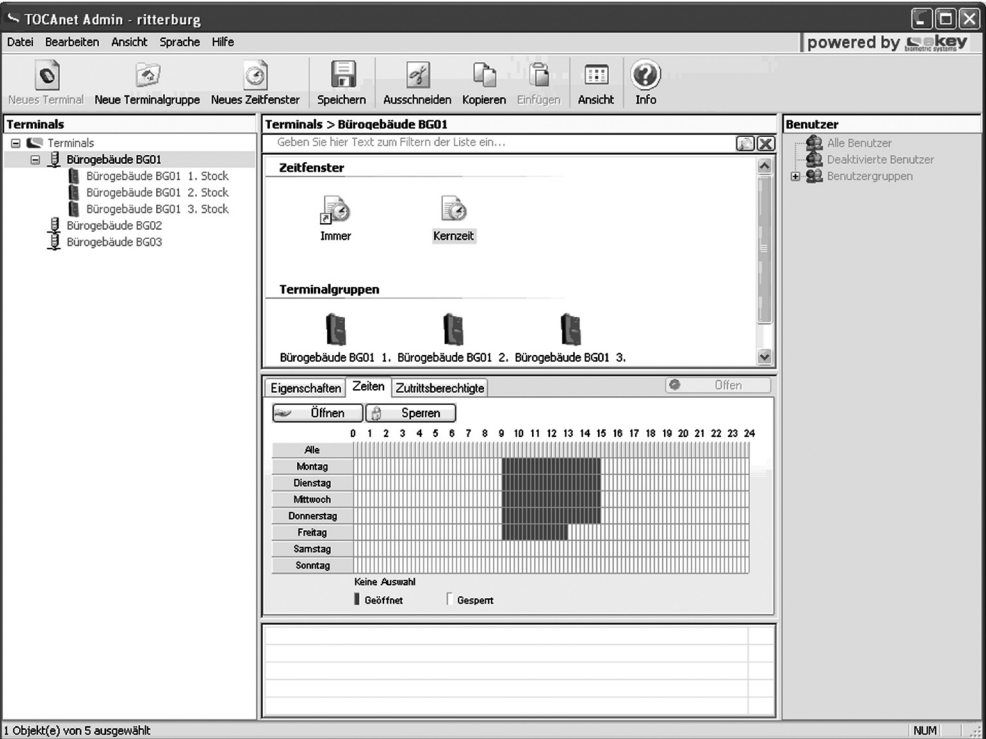 TOCAnet Admin - ritterburg
Datei Bearbeiten Ansicht Sprache Hilfe
powered by ekey
biometric systems
Neues Terminal Neue Terminalgruppe Neues Zeitfenster Speichern Ausschneiden Kopieren Einfügen Ansicht Info
Terminals
Terminals
Bürogebäude BG01
Bürogebäude BG01 1. Stock
Bürogebäude BG01 2. Stock
Bürogebäude BG01 3. Stock
Bürogebäude BG02
Bürogebäude BG03
Terminals > Bürogebäude BG01
Geben Sie hier Text zum Filtern der Liste ein...
Zeitfenster
Immer Kernzeit
Terminalgruppen
Bürogebäude BG01 1. Bürogebäude BG01 2. Bürogebäude BG01 3.
Eigenschaften Zeiten Zutrittsberechtigte Öffen
Öffnen Sperren
0 1 2 3 4 5 6 7 8 9 10 11 12 13 14 15 16 17 18 19 20 21 22 23 24
Alle
Montag
Dienstag
Mittwoch
Donnerstag
Freitag
Samstag
Sonntag
Keine Auswahl
Geöffnet Gesperrt
Benutzer
Alle Benutzer
Deaktivierte Benutzer
Benutzergruppen
1 Objekt(e) von 5 ausgewählt NUM